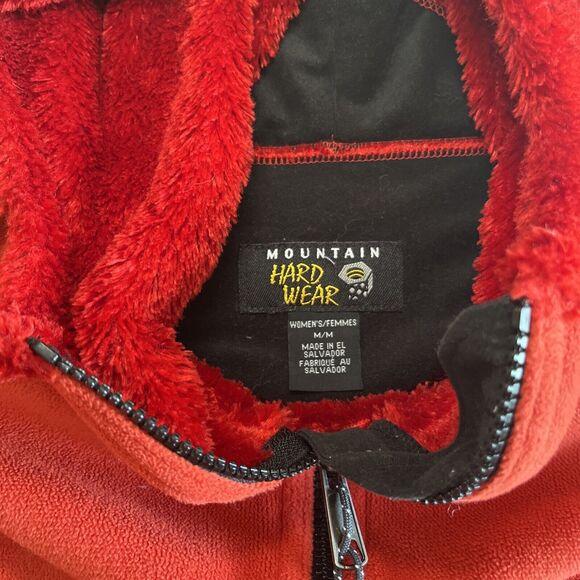 MOUNTAIN
HARD
WEAR
WOMEN'S/FEMMES
M/M
MADE IN EL
SALVADOR
FABRIQUÉ AU
SALVADOR